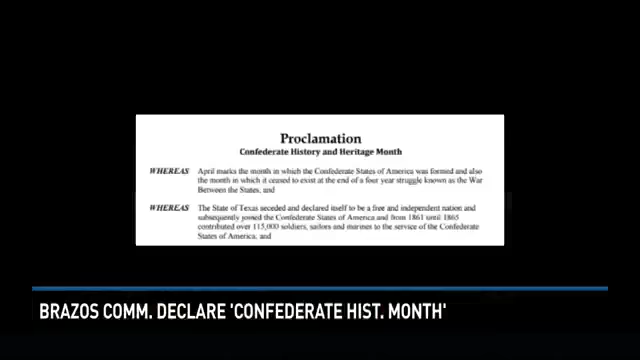 Proclamation
Confederate History and Heritage Month
WHEREAS April marks the month in which the Confederate States of America was formed and also
the month in which it ceased to exist at the end of a four year struggle known as the War
Between the States, and
WHEREAS The State of Texas seceded and declared itself to be a free and independent nation and
subsequently joined the Confederate States of America and from 1861 until 1865
contributed over 115,000 soldiers, sailors and marines to the service of the Confederate
States of America, and
BRAZOS COMM. DECLARE 'CONFEDERATE HIST. MONTH'